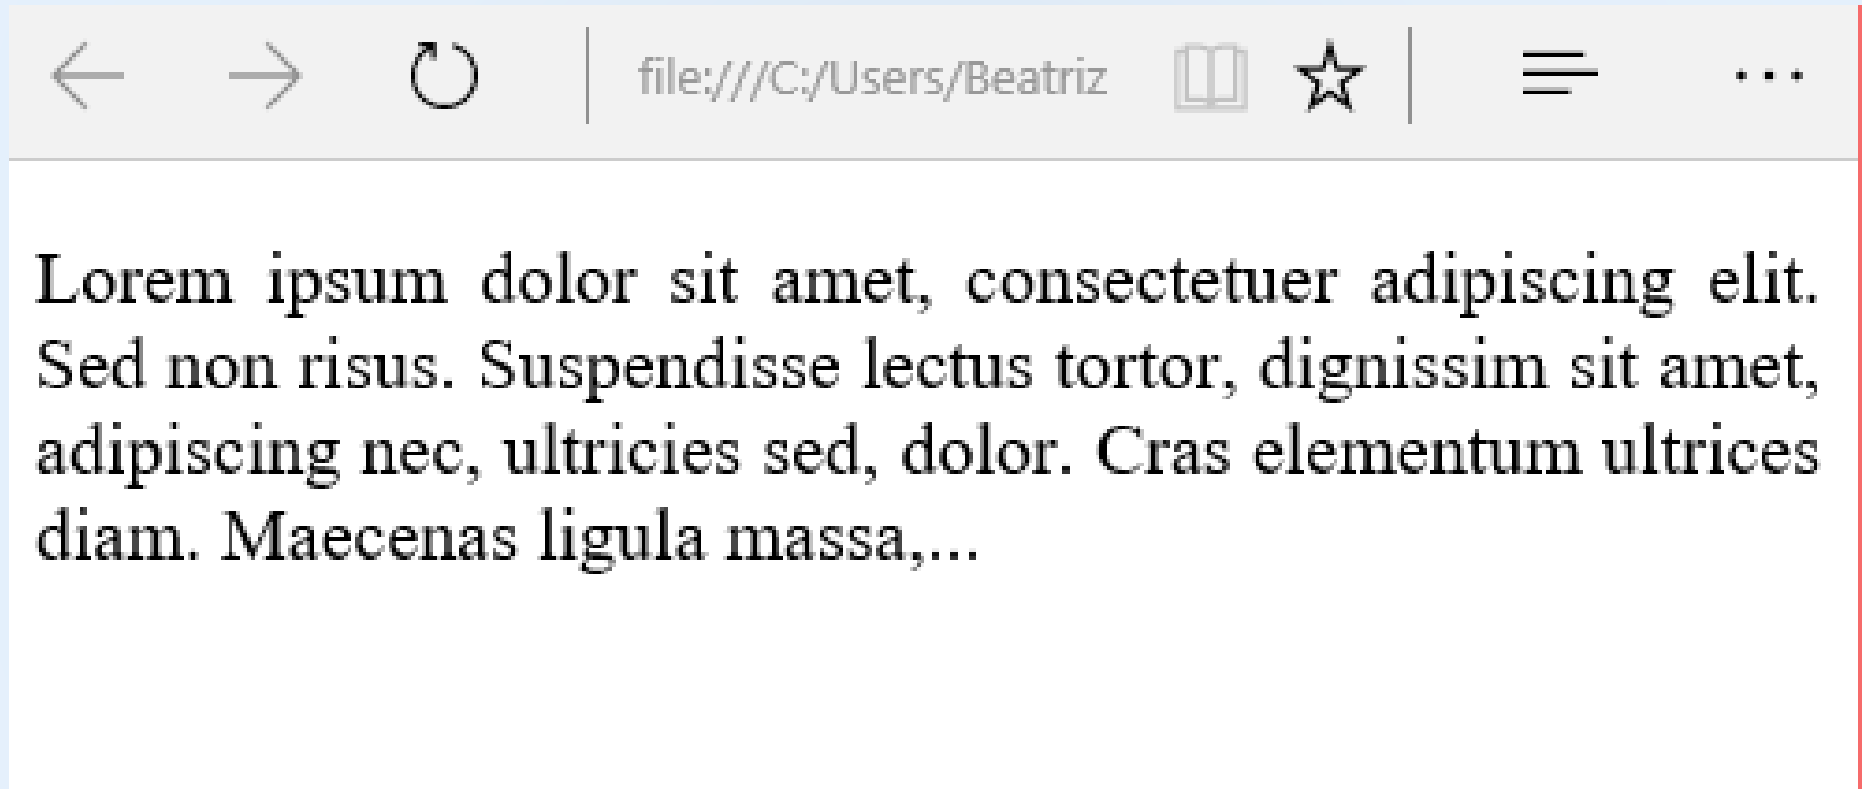 file:///C:/Users/Beatriz
Lorem ipsum dolor sit amet, consectetuer adipiscing elit.
Sed non risus. Suspendisse lectus tortor, dignissim sit amet,
adipiscing nec, ultricies sed, dolor. Cras elementum ultrices
diam. Maecenas ligula massa,...